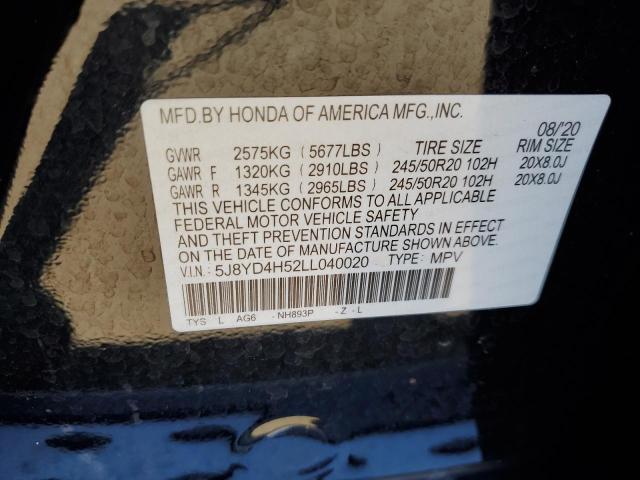 MFD.BY HONDA OF AMERICA MFG.,INC.
08/'20
GVWR 2575KG (5677LBS) TIRE SIZE RIM SIZE
GAWR F 1320KG (2910LBS) 245/50R20 102H 20X8.0J
GAWR R 1345KG (2965LBS) 245/50R20 102H 20X8.0J
THIS VEHICLE CONFORMS TO ALL APPLICABLE
FEDERAL MOTOR VEHICLE SAFETY
AND THEFT PREVENTION STANDARDS IN EFFECT
ON THE DATE OF MANUFACTURE SHOWN ABOVE.
V.I.N.: 5J8YD4H52LL040020 TYPE: MPV
TYS L AG6 -NH893P -Z -L